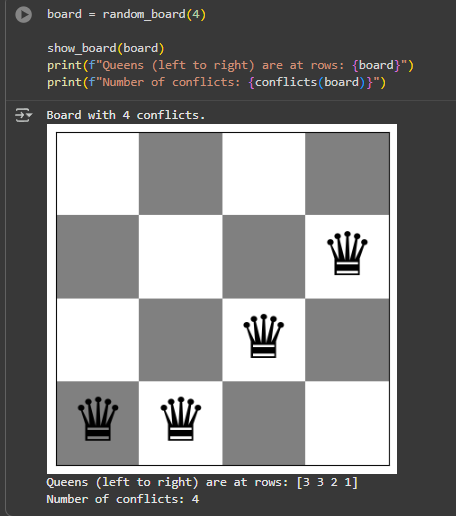 board = random_board(4)
show_board(board)
print(f"Queens (left to right) are at rows: {board}")
print(f"Number of conflicts: {conflicts(board)}")
Board with 4 conflicts.
Queens (left to right) are at rows: [3 3 2 1]
Number of conflicts: 4